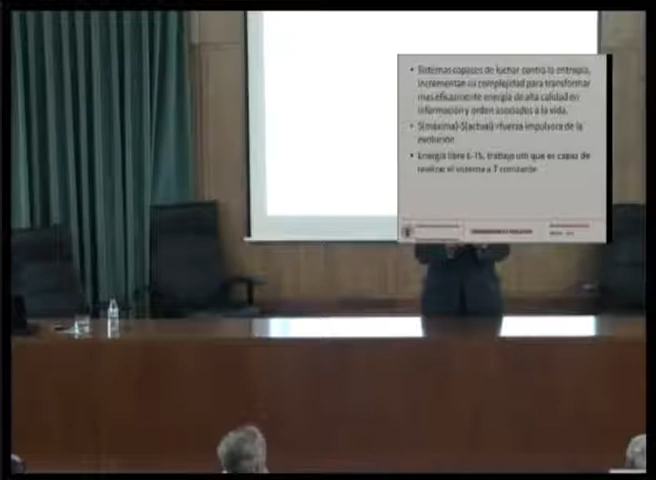 • Sistemas capaces de luchar contra la entropía,
incrementan su complejidad para transformar
mas eficazmente energía de alta calidad en
información y orden asociados a la vida.
• S(máxima)-S(actual)=fuerza impulsora de la
evolución
• Energía libre E-TS, trabajo útil que es capaz de
realizar el sistema a T constante